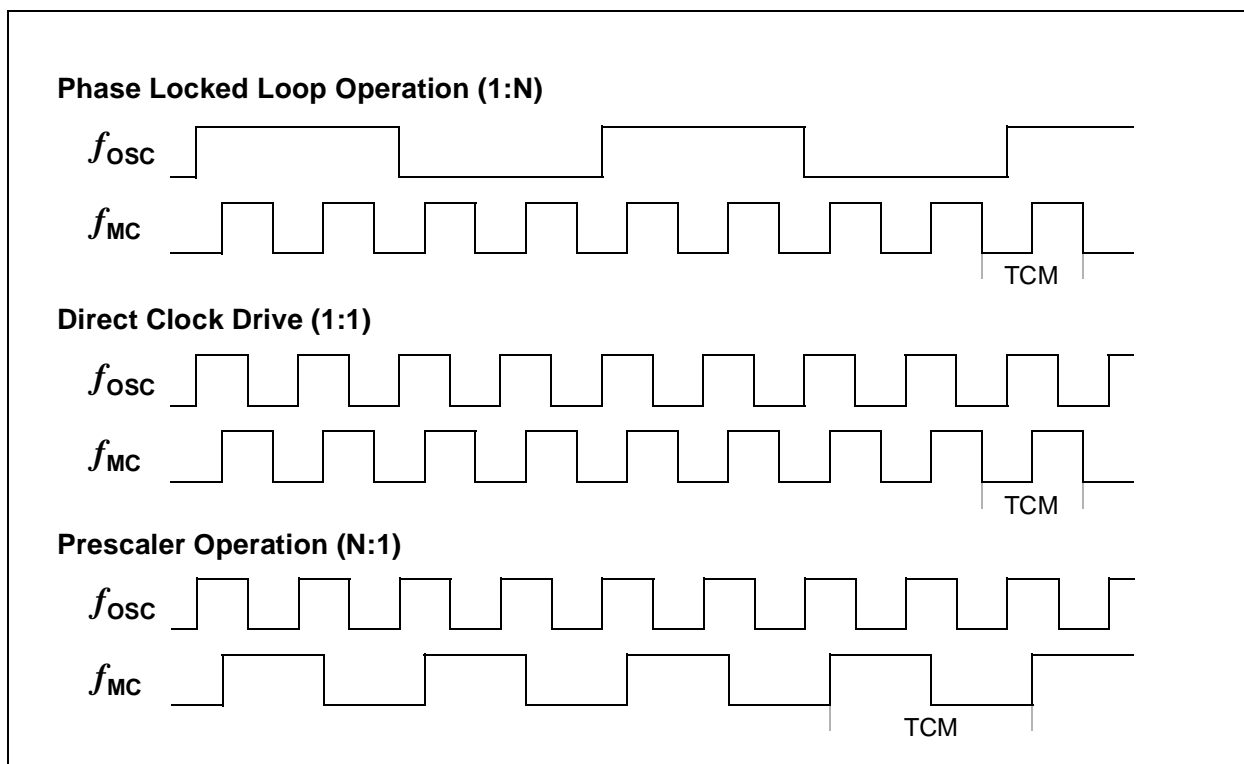 Phase Locked Loop Operation (1:N)
fOSC
fMC
TCM
Direct Clock Drive (1:1)
fOSC
fMC
TCM
Prescaler Operation (N:1)
fOSC
fMC
TCM